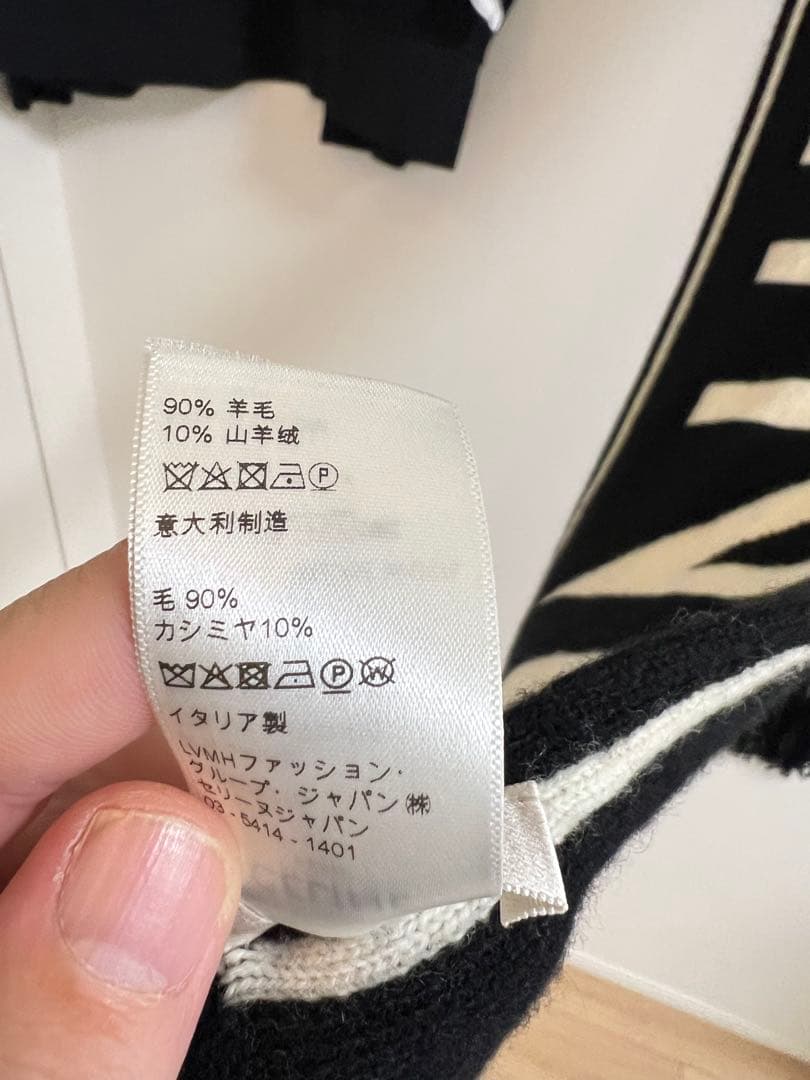 90% 羊毛
10% 山羊绒
P
意大利制造
毛 90%
カシミヤ10%
P W
イタリア製
LVMHファッション・
グループ・ジャパン㈱
セリーヌジャパン
03-5414-1401